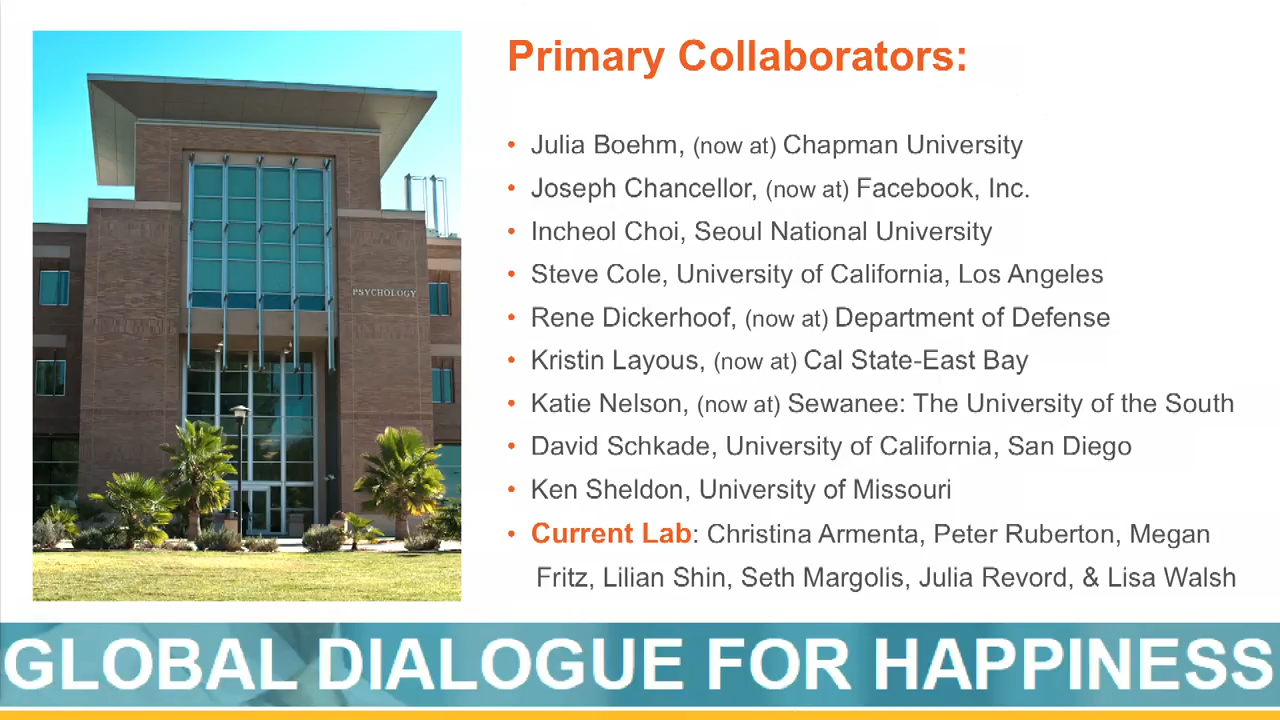 Primary Collaborators:
• Julia Boehm, (now at) Chapman University
• Joseph Chancellor, (now at) Facebook, Inc.
• Incheol Choi, Seoul National University
• Steve Cole, University of California, Los Angeles
• Rene Dickerhoof, (now at) Department of Defense
• Kristin Layous, (now at) Cal State-East Bay
• Katie Nelson, (now at) Sewanee: The University of the South
• David Schkade, University of California, San Diego
• Ken Sheldon, University of Missouri
• Current Lab: Christina Armenta, Peter Ruberton, Megan
Fritz, Lilian Shin, Seth Margolis, Julia Revord, & Lisa Walsh
PSYCHOLOGY
GLOBAL DIALOGUE FOR HAPPINESS